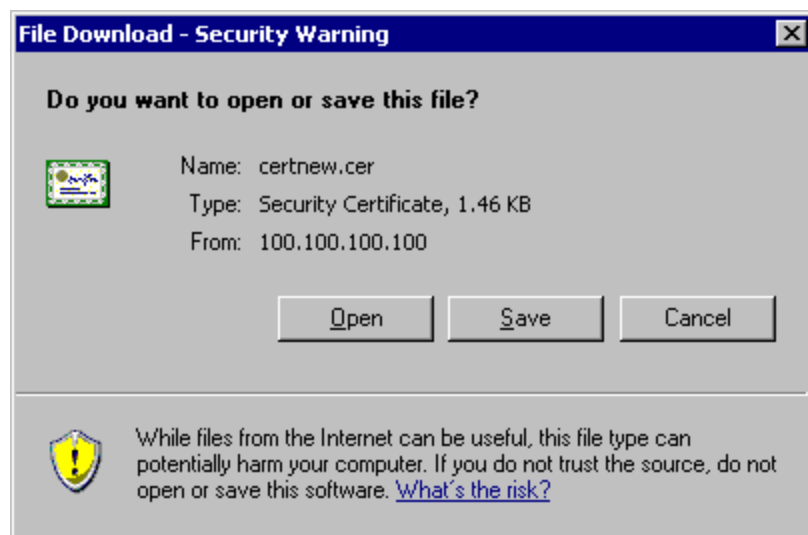 File Download - Security Warning
Do you want to open or save this file?
Name: certnew.cer
Type: Security Certificate, 1.46 KB
From: 100.100.100.100
Open Save Cancel
While files from the Internet can be useful, this file type can
potentially harm your computer. If you do not trust the source, do not
open or save this software. What's the risk?